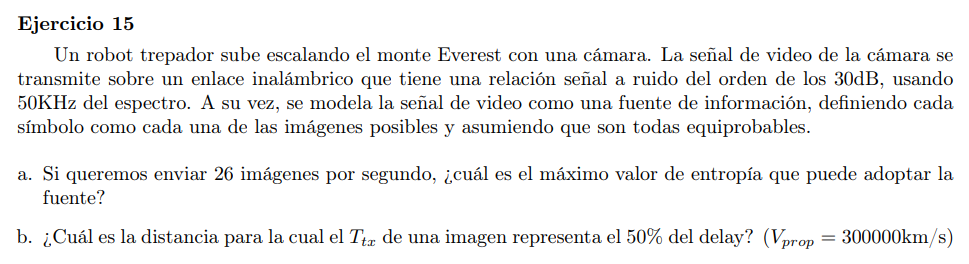 Ejercicio 15
Un robot trepador sube escalando el monte Everest con una cámara. La señal de video de la cámara se
transmite sobre un enlace inalámbrico que tiene una relación señal a ruido del orden de los 30dB, usando
50KHz del espectro. A su vez, se modela la señal de video como una fuente de información, definiendo cada
símbolo como cada una de las imágenes posibles y asumiendo que son todas equiprobables.
a. Si queremos enviar 26 imágenes por segundo, ¿cuál es el máximo valor de entropía que puede adoptar la
fuente?
b. ¿Cuál es la distancia para la cual el T_{tx} de una imagen representa el 50% del delay? (V_{prop} = 300000km/s)